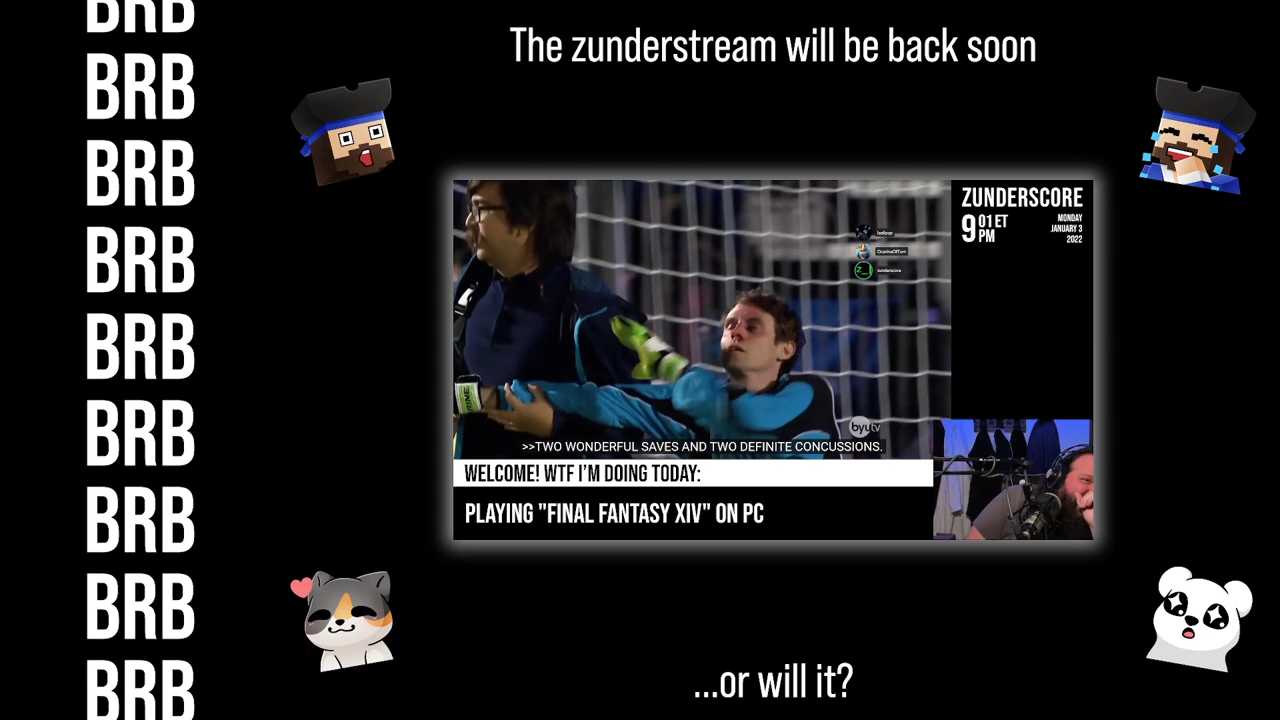 BRB
BRB
BRB
BRB
BRB
BRB
BRB
BRB
BRB
The zunderstream will be back soon
ZUNDERSCORE
9 01 ET
PM
MONDAY
JANUARY 3
2022
zunderscore
byutv
>>TWO WONDERFUL SAVES AND TWO DEFINITE CONCUSSIONS.
WELCOME! WTF I'M DOING TODAY:
PLAYING "FINAL FANTASY XIV" ON PC
...or will it?